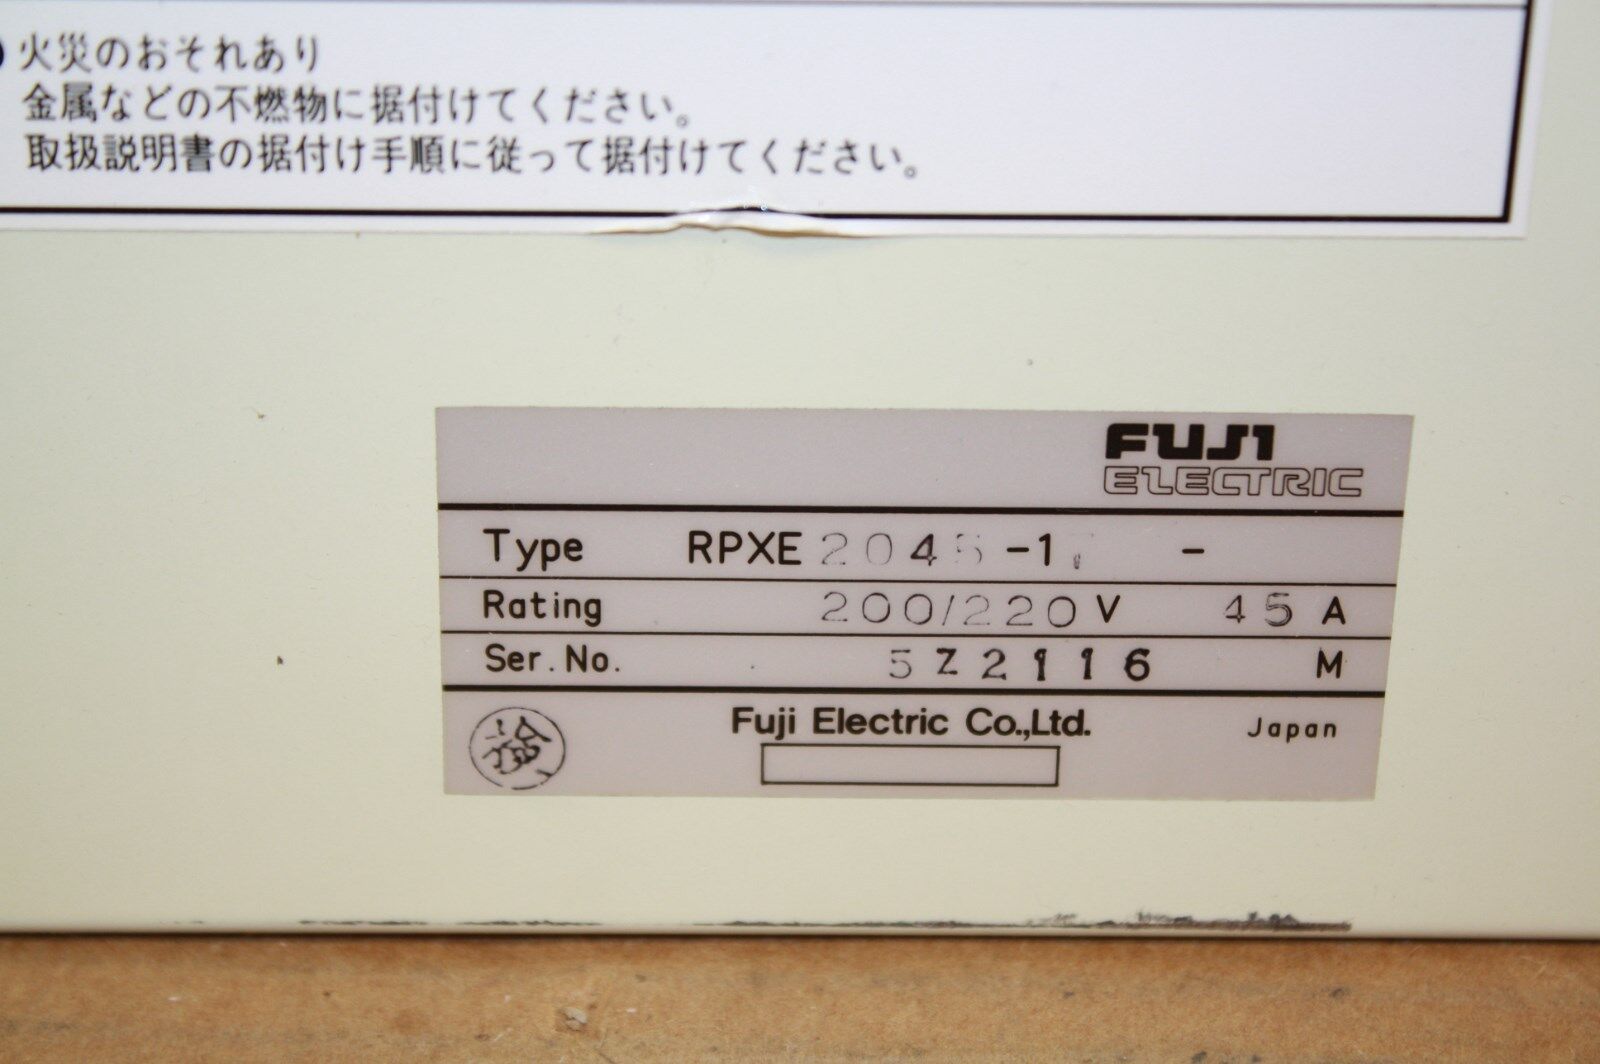 火災のおそれあり
金属などの不燃物に据付けてください。
取扱説明書の据付け手順に従って据付けてください。
FUJI
ELECTRIC
Type RPXE 2045 -1 -
Rating 200/220 V 45 A
Ser. No. 5Z2116 M
Fuji Electric Co.,Ltd.
Japan